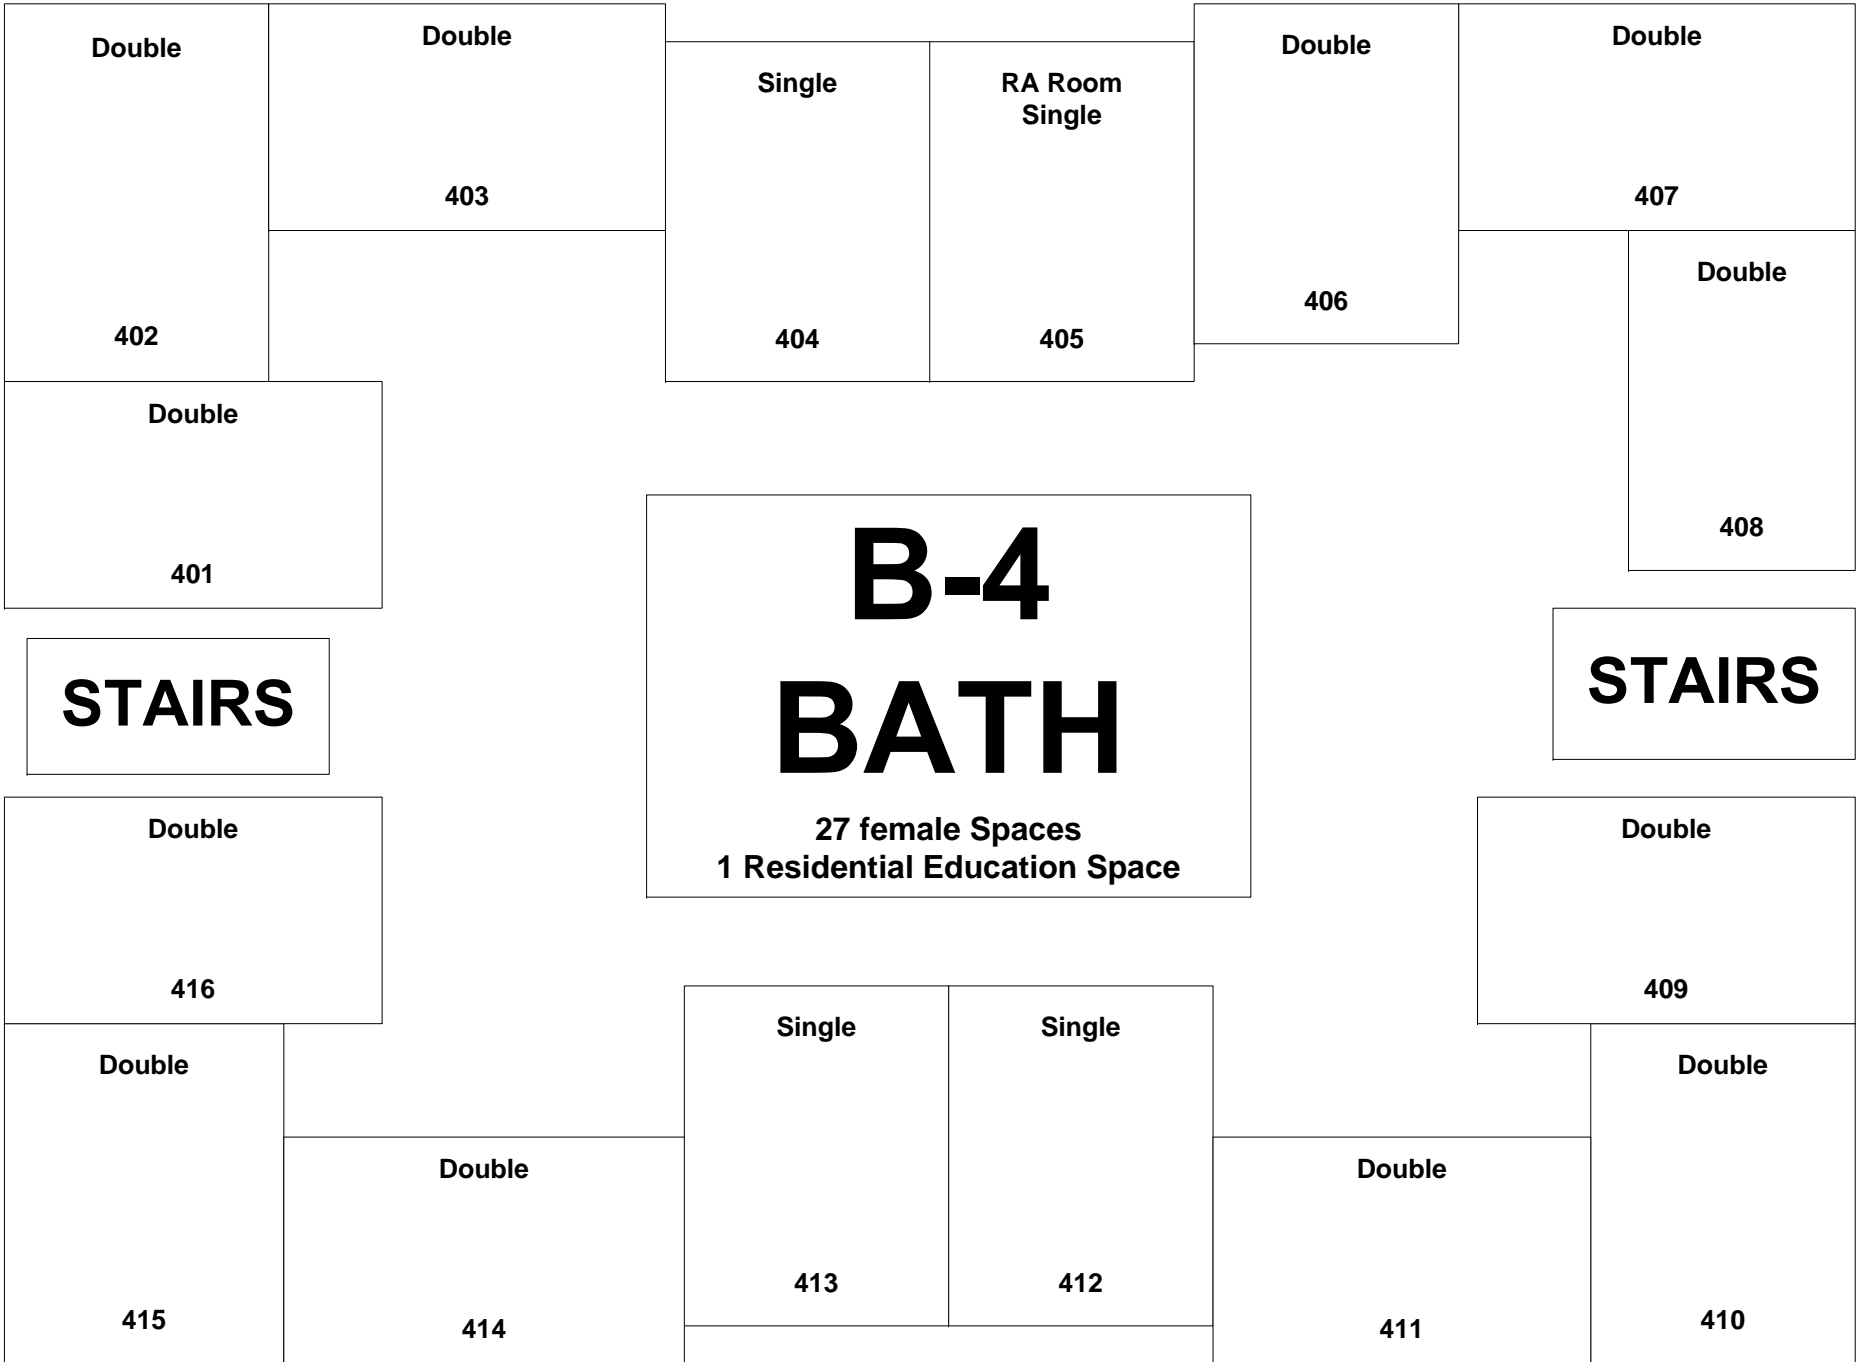 Double
402
Double
403
Single
404
RA Room
Single
405
Double
406
Double
407
Double
408
Double
401
STAIRS
B-4
BATH
27 female Spaces
1 Residential Education Space
STAIRS
Double
416
Double
409
Double
415
Double
414
Single
413
Single
412
Double
411
Double
410